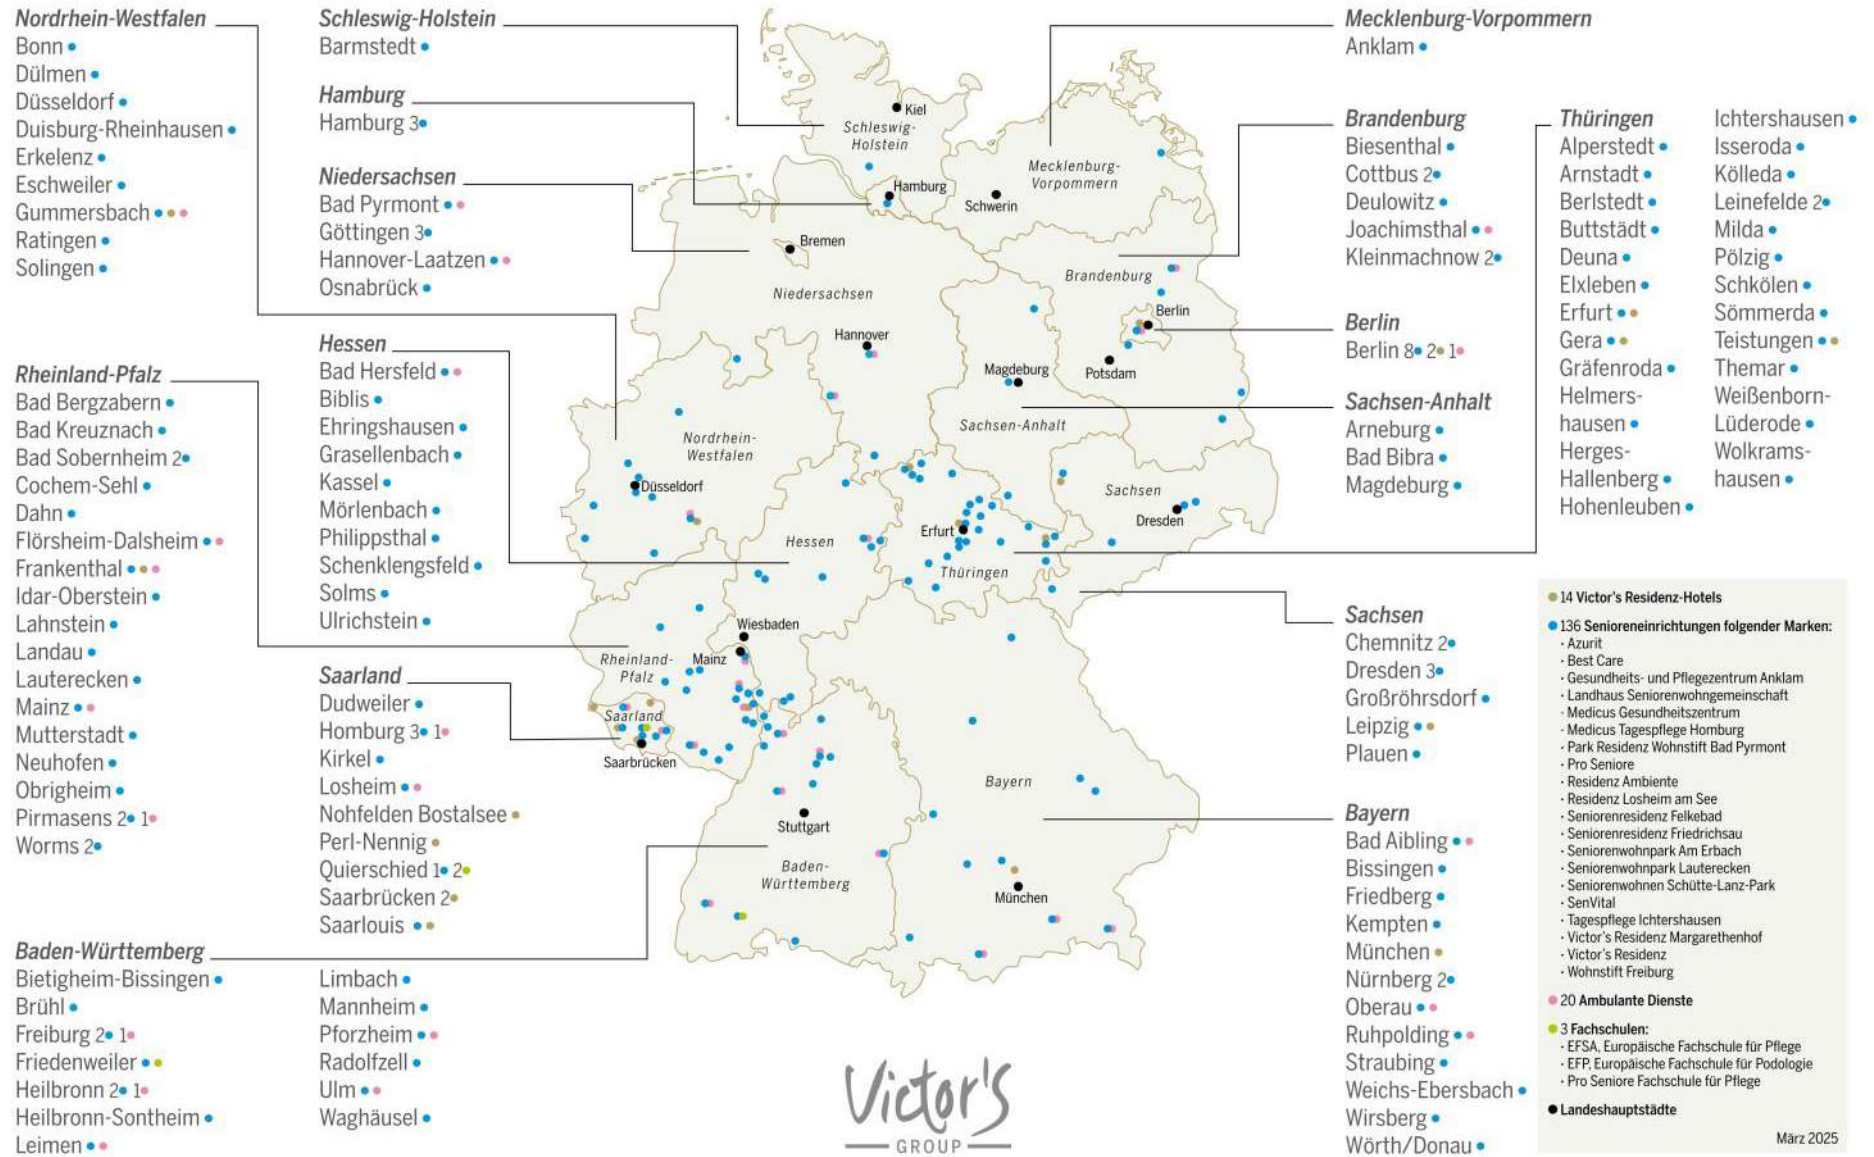 Nordrhein-Westfalen
Bonn
Dülmen
Düsseldorf
Duisburg-Rheinhausen
Erkelenz
Eschweiler
Gummersbach
Ratingen
Solingen
Rheinland-Pfalz
Bad Bergzabern
Bad Kreuznach
Bad Sobernheim 2
Cochem-Sehl
Dahn
Flörsheim-Dalsheim
Frankenthal
Idar-Oberstein
Lahnstein
Landau
Lauterecken
Mainz
Mutterstadt
Neuhofen
Obrigheim
Pirmasens 2 1
Worms 2
Baden-Württemberg
Bietigheim-Bissingen
Brühl
Freiburg 2 1
Friedenweiler
Heilbronn 2 1
Heilbronn-Sontheim
Leimen
Limbach
Mannheim
Pforzheim
Radolfzell
Ulm
Waghäusel
Schleswig-Holstein
Barmstedt
Hamburg
Hamburg 3
Niedersachsen
Bad Pyrmont
Göttingen 3
Hannover-Laatzen
Osnabrück
Hessen
Bad Hersfeld
Biblis
Ehringshausen
Grasellenbach
Kassel
Mörlenbach
Philippsthal
Schenklengsfeld
Solms
Ulrichstein
Saarland
Dudweiler
Homburg 3 1
Kirkel
Losheim
Nohfelden Bostalsee
Perl-Nennig
Quierschied 1 2
Saarbrücken 2
Saarlouis
Kiel
Schleswig-
Holstein
Mecklenburg-
Vorpommern
Hamburg
Schwerin
Bremen
Niedersachsen
Brandenburg
Berlin
Hannover
Magdeburg
Potsdam
Sachsen-Anhalt
Nordrhein-
Westfalen
Düsseldorf
Sachsen
Dresden
Erfurt
Hessen
Thüringen
Wiesbaden
Mainz
Rheinland-
Pfalz
Saarland
Saarbrücken
Bayern
Stuttgart
Baden-
Württemberg
München
Victor's
GROUP
Mecklenburg-Vorpommern
Anklam
Brandenburg
Biesenthal
Cottbus 2
Deulowitz
Joachimsthal
Kleinmachnow 2
Berlin
Berlin 8 2 1
Sachsen-Anhalt
Arneburg
Bad Bibra
Magdeburg
Sachsen
Chemnitz 2
Dresden 3
Großröhrsdorf
Leipzig
Plauen
Bayern
Bad Aibling
Bissingen
Friedberg
Kempten
München
Nürnberg 2
Oberau
Ruhpolding
Straubing
Weichs-Ebersbach
Wirsberg
Wörth/Donau
Thüringen
Alperstedt
Arnstadt
Berlstedt
Buttstädt
Deuna
Elxleben
Erfurt
Gera
Gräfenroda
Helmers-
hausen
Herges-
Hallenberg
Hohenleuben
Ichtershausen
Isseroda
Kölleda
Leinefelde 2
Milda
Pölzig
Schkölen
Sömmerda
Teistungen
Themar
Weißenborn-
Lüderode
Wolkrams-
hausen
14 Victor's Residenz-Hotels
136 Senioreneinrichtungen folgender Marken:
· Azurit
· Best Care
· Gesundheits- und Pflegezentrum Anklam
· Landhaus Seniorenwohngemeinschaft
· Medicus Gesundheitszentrum
· Medicus Tagespflege Homburg
· Park Residenz Wohnstift Bad Pyrmont
· Pro Seniore
· Residenz Ambiente
· Residenz Losheim am See
· Seniorenresidenz Felkebad
· Seniorenresidenz Friedrichsau
· Seniorenwohnpark Am Erbach
· Seniorenwohnpark Lauterecken
· Seniorenwohnen Schütte-Lanz-Park
· SenVital
· Tagespflege Ichtershausen
· Victor's Residenz Margarethenhof
· Victor's Residenz
· Wohnstift Freiburg
20 Ambulante Dienste
3 Fachschulen:
· EFSA, Europäische Fachschule für Pflege
· EFP, Europäische Fachschule für Podologie
· Pro Seniore Fachschule für Pflege
Landeshauptstädte
März 2025